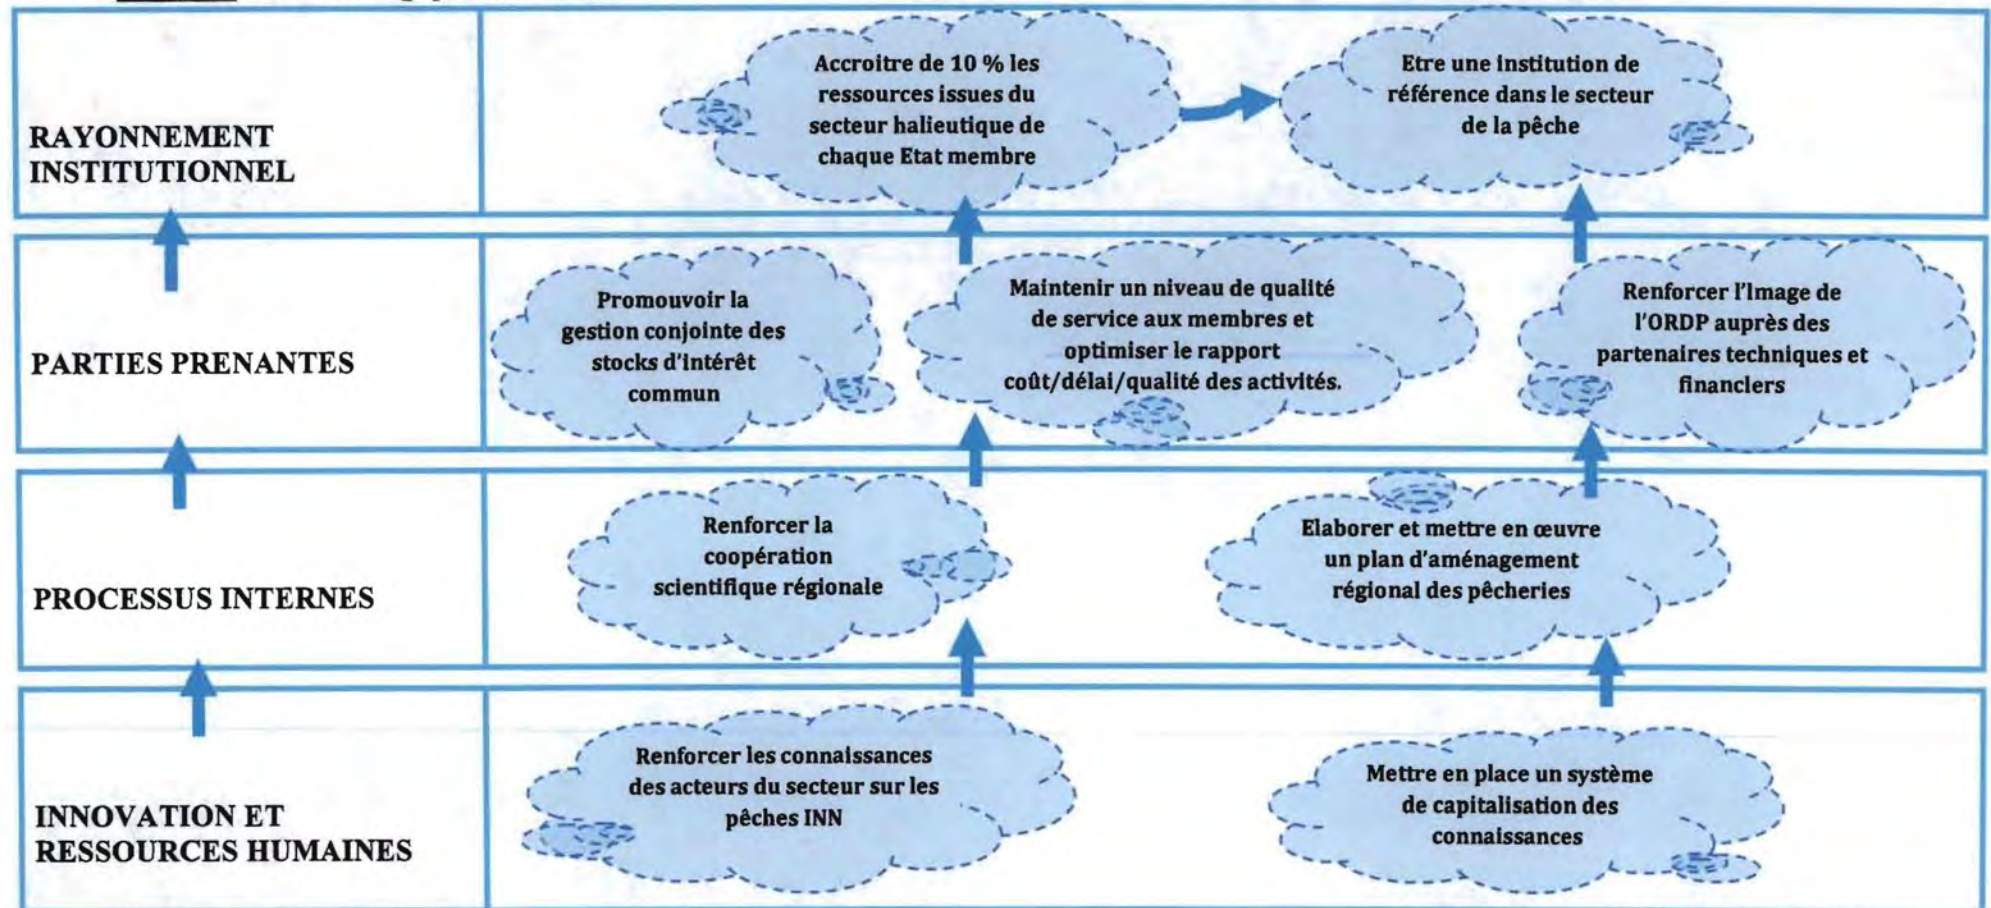 RAYONNEMENT
INSTITUTIONNEL
Accroitre de 10 % les
ressources issues du
secteur halieutique de
chaque Etat membre
Etre une institution de
référence dans le secteur
de la pêche
PARTIES PRENANTES
Promouvoir la
gestion conjointe des
stocks d'intérêt
commun
Maintenir un niveau de qualité
de service aux membres et
optimiser le rapport
coût/délai/qualité des activités.
Renforcer l'Image de
l'ORDP auprès des
partenaires techniques et
financiers
PROCESSUS INTERNES
Renforcer la
coopération
scientifique régionale
Elaborer et mettre en œuvre
un plan d'aménagement
régional des pêcheries
INNOVATION ET
RESSOURCES HUMAINES
Renforcer les connaissances
des acteurs du secteur sur les
pêches INN
Mettre en place un système
de capitalisation des
connaissances